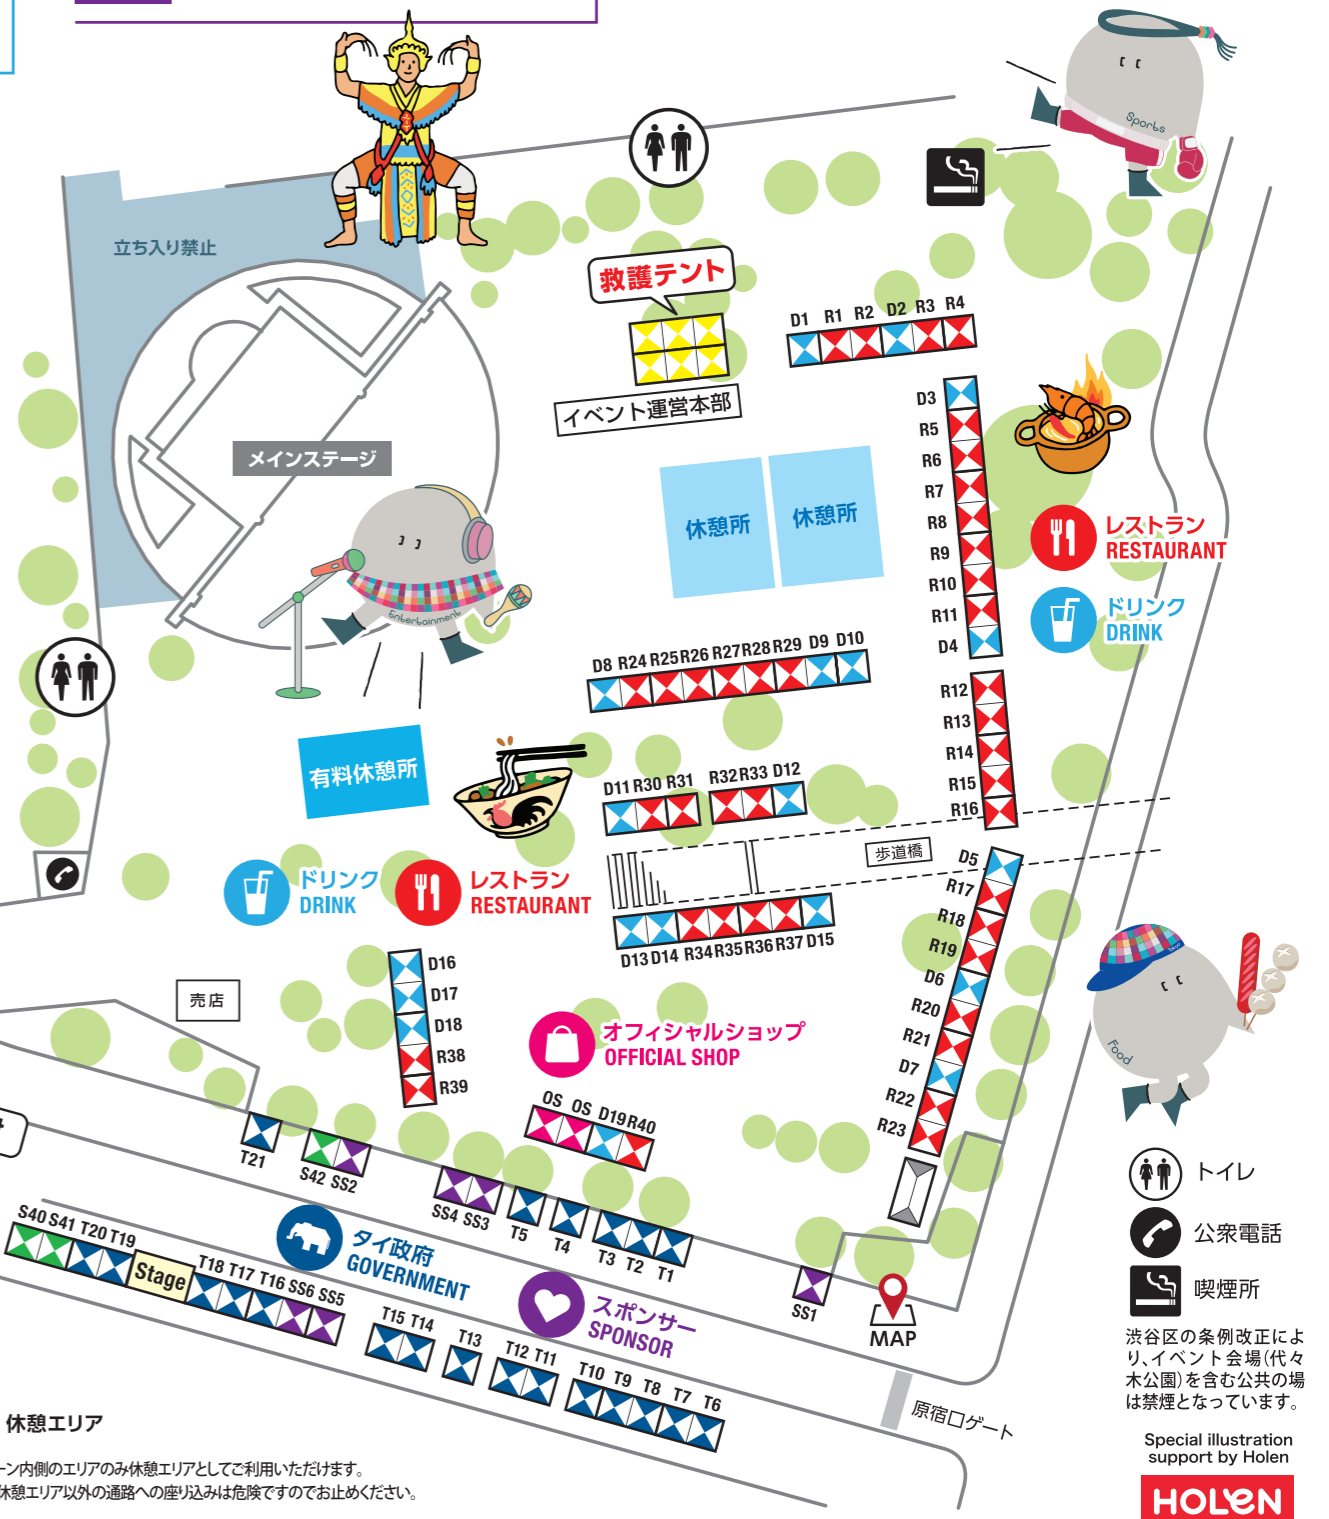 立ち入り禁止
Sports
救護テント
イベント運営本部
D1 R1 R2 D2 R3 R4
メインステージ
Entertainment
休憩所
休憩所
D3
R5
R6
R7
R8
R9
R10
R11
D4
レストラン
RESTAURANT
ドリンク
DRINK
D8 R24 R25 R26 R27 R28 R29 D9 D10
R12
R13
R14
R15
R16
有料休憩所
D11 R30 R31 R32 R33 D12
歩道橋
ドリンク
DRINK
レストラン
RESTAURANT
D13 D14 R34 R35 R36 R37 D15
D5
R17
R18
R19
D6
R20
R21
D7
R22
R23
D16
D17
D18
R38
R39
売店
オフィシャルショップ
OFFICIAL SHOP
OS OS D19 R40
Food
T21
S42 SS2
SS4 SS3
T5
T4
T3 T2 T1
SS1
MAP
S40 S41 T20 T19
Stage
T18 T17 T16 SS6 SS5
タイ政府
GOVERNMENT
スポンサー
SPONSOR
T15 T14
T13
T12 T11
T10 T9 T8 T7 T6
原宿口ゲート
トイレ
公衆電話
喫煙所
渋谷区の条例改正によ
り、イベント会場(代々
木公園)を含む公共の場
は禁煙となっています。
Special illustration
support by Holen
HOLEN
休憩エリア
ーン内側のエリアのみ休憩エリアとしてご利用いただけます。
休憩エリア以外の通路への座り込みは危険ですのでお止めください。